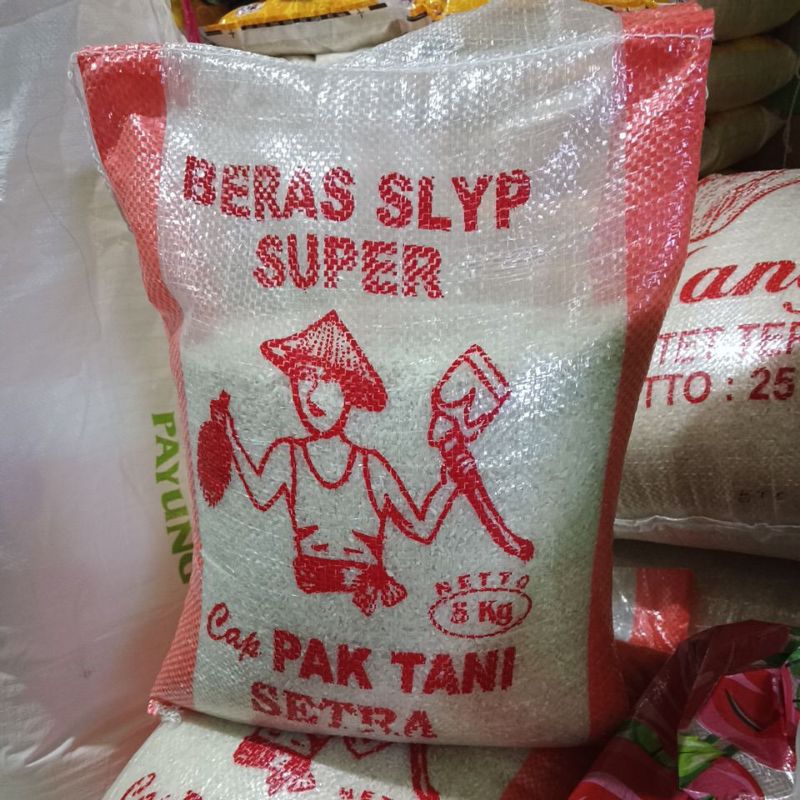 BERAS SLYP
SUPER
NETTO
5 Kg
Cap PAK TANI
SETRA
PAYUNG
TTO : 25